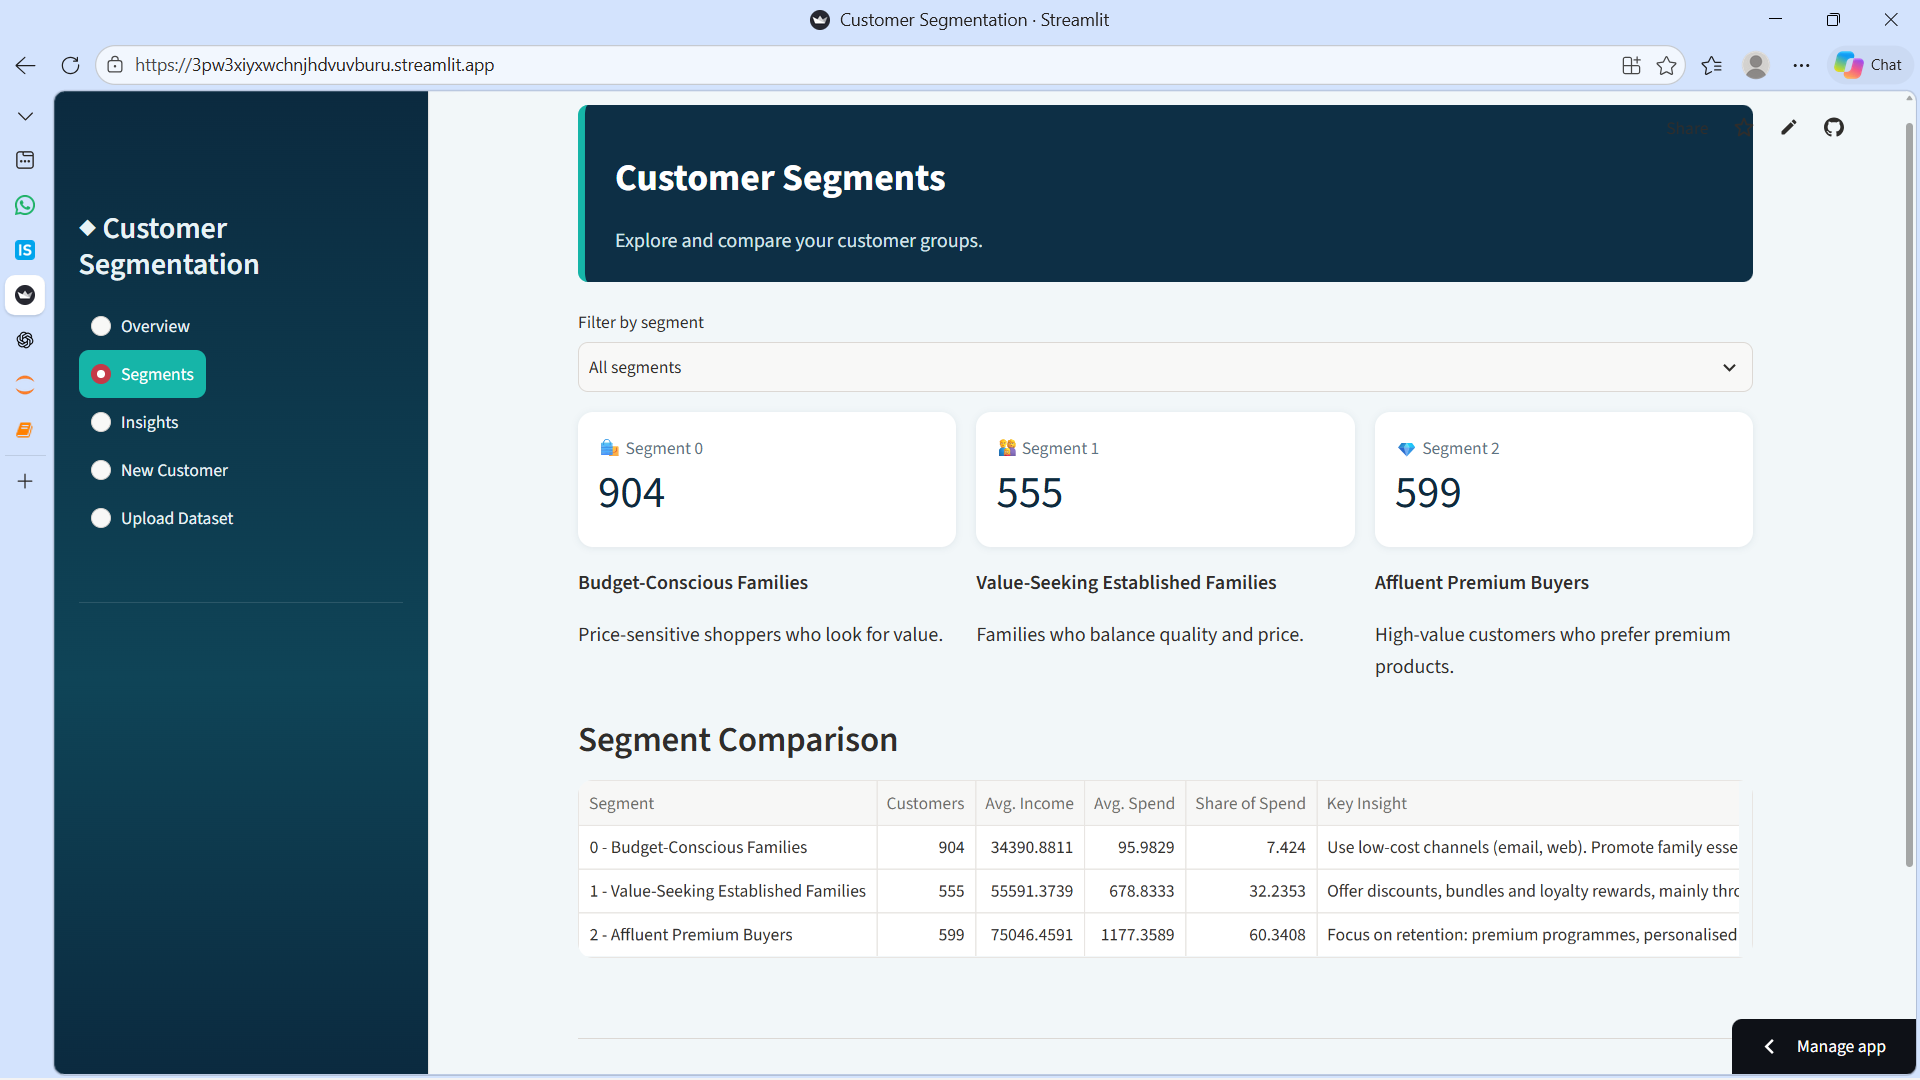 Customer Segmentation · Streamlit
https://3pw3xiyxwchnjhdvuvburu.streamlit.app
Chat
IS
◆ Customer
Segmentation
Overview
Segments
Insights
New Customer
Upload Dataset
Share
Customer Segments
Explore and compare your customer groups.
Filter by segment
All segments
Segment 0
904
Segment 1
555
Segment 2
599
Budget-Conscious Families
Price-sensitive shoppers who look for value.
Value-Seeking Established Families
Families who balance quality and price.
Affluent Premium Buyers
High-value customers who prefer premium
products.
Segment Comparison
Segment Customers Avg. Income Avg. Spend Share of Spend Key Insight
0 - Budget-Conscious Families 904 34390.8811 95.9829 7.424 Use low-cost channels (email, web). Promote family esse
1 - Value-Seeking Established Families 555 55591.3739 678.8333 32.2353 Offer discounts, bundles and loyalty rewards, mainly thro
2 - Affluent Premium Buyers 599 75046.4591 1177.3589 60.3408 Focus on retention: premium programmes, personalised
Manage app